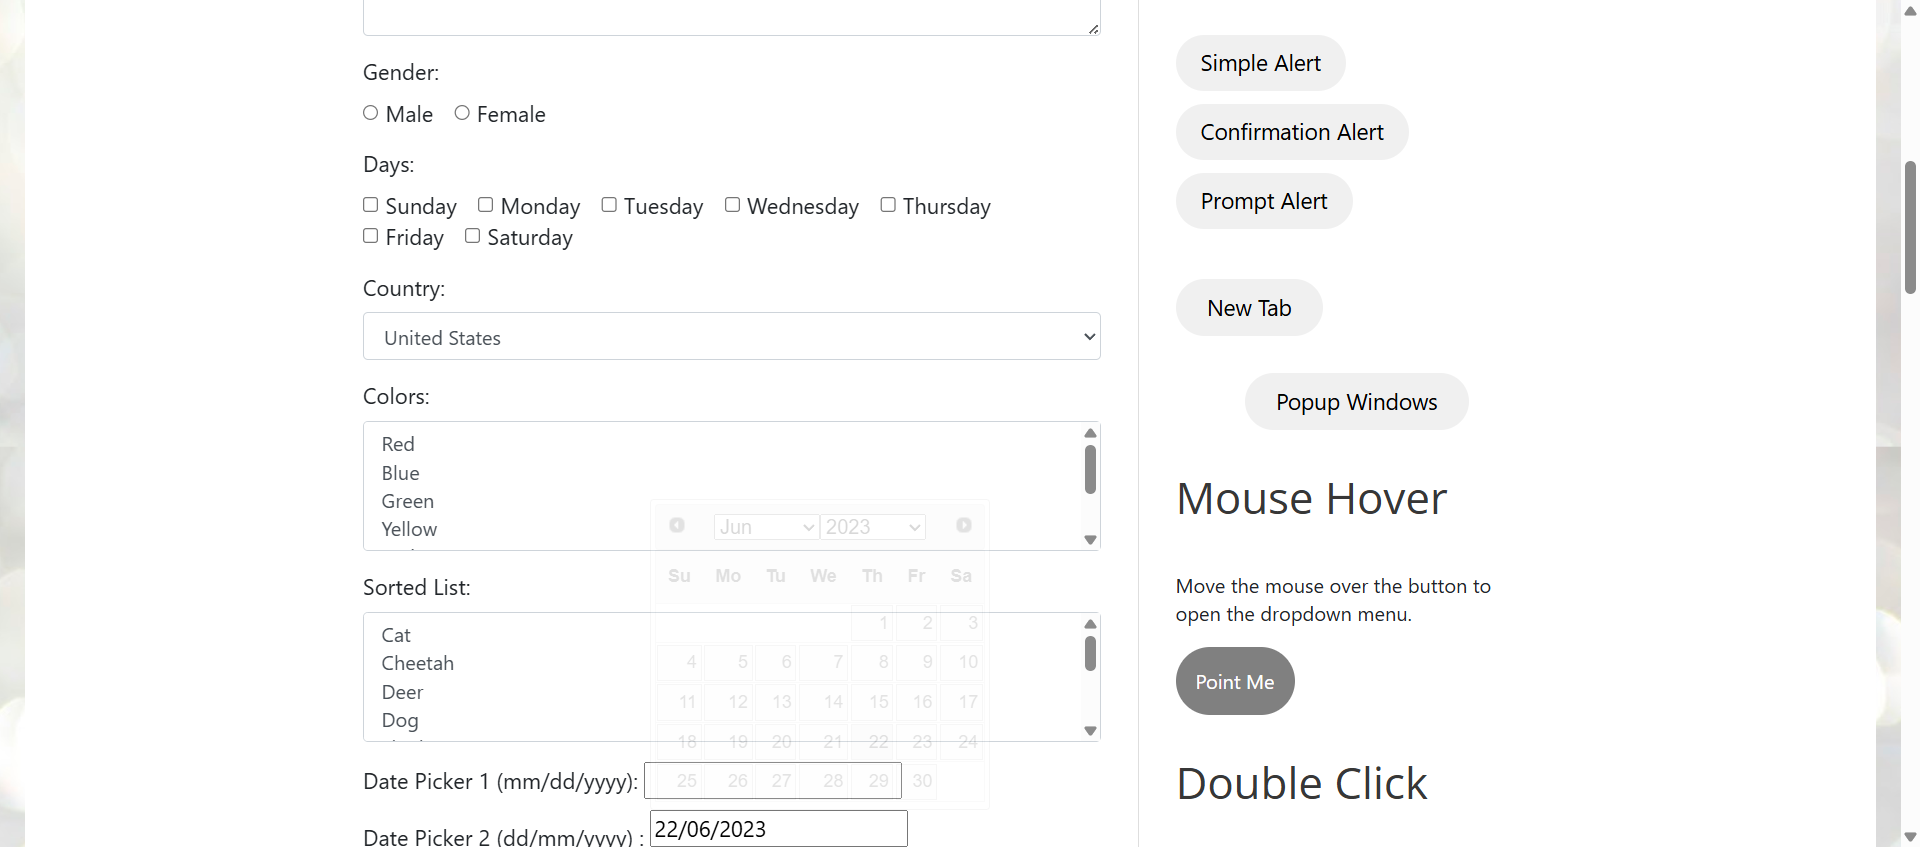 Gender:
Male Female
Days:
Sunday Monday Tuesday Wednesday Thursday
Friday Saturday
Country:
United States
Colors:
Red
Blue
Green
Yellow
Sorted List:
Cat
Cheetah
Deer
Dog
Jun 2023
Su Mo Tu We Th Fr Sa
1 2 3
4 5 6 7 8 9 10
11 12 13 14 15 16 17
18 19 20 21 22 23 24
25 26 27 28 29 30
Date Picker 1 (mm/dd/yyyy):
Date Picker 2 (dd/mm/yyyy) : 22/06/2023
Simple Alert
Confirmation Alert
Prompt Alert
New Tab
Popup Windows
Mouse Hover
Move the mouse over the button to
open the dropdown menu.
Point Me
Double Click